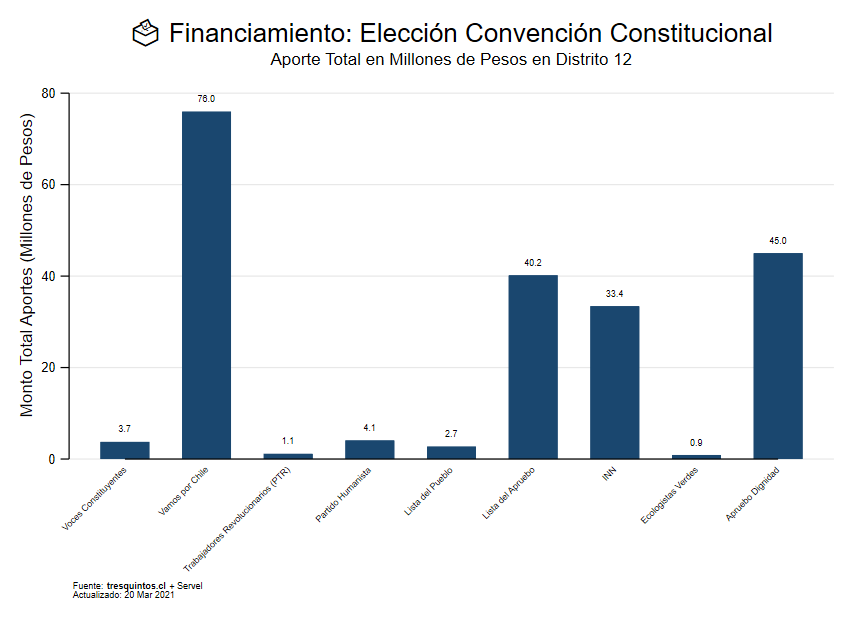 Financiamiento: Elección Convención Constitucional
Aporte Total en Millones de Pesos en Distrito 12
Monto Total Aportes (Millones de Pesos)
80
60
40
20
0
3.7
76.0
1.1
4.1
2.7
40.2
33.4
0.9
45.0
Voces Constituyentes
Vamos por Chile
Trabajadores Revolucionarios (PTR)
Partido Humanista
Lista del Pueblo
Lista del Apruebo
INN
Ecologistas Verdes
Apruebo Dignidad
Fuente: tresquintos.cl + Servel
Actualizado: 20 Mar 2021